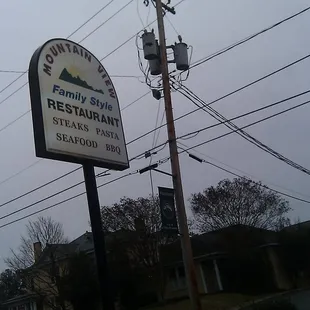 MOUNTAIN VIEW
Family Style
RESTAURANT
STEAKS PASTA
SEAFOOD BBQ